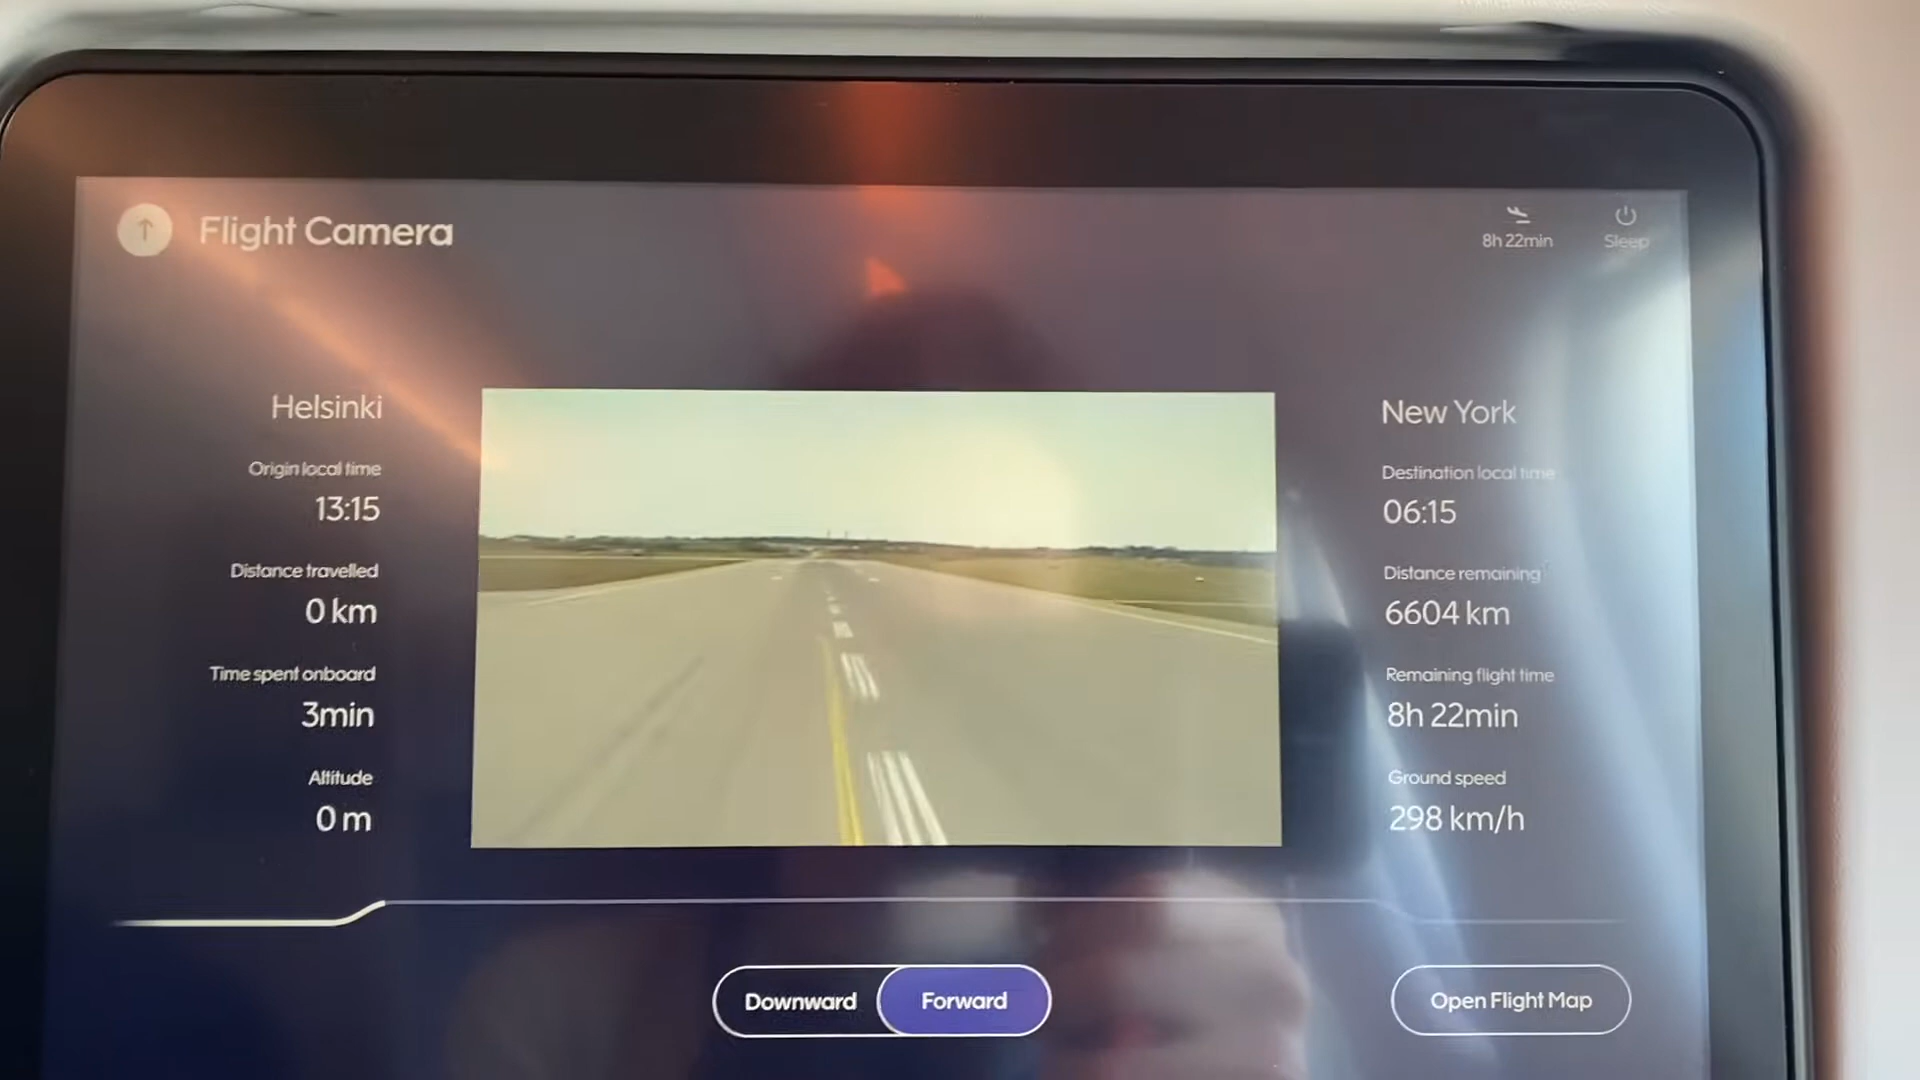 Flight Camera
8h 22min
Sleep
Helsinki
Origin local time
13:15
Distance travelled
0 km
Time spent onboard
3min
Altitude
0 m
New York
Destination local time
06:15
Distance remaining
6604 km
Remaining flight time
8h 22min
Ground speed
298 km/h
Downward
Forward
Open Flight Map